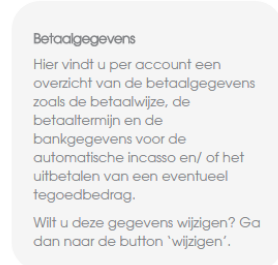 Betaalgegevens
Hier vindt u per account een
overzicht van de betaalgegevens
zoals de betaalwijze, de
betaaltermijn en de
bankgegevens voor de
automatische incasso en/ of het
uitbetalen van een eventueel
tegoedbedrag.
Wilt u deze gegevens wijzigen? Ga
dan naar de button 'wijzigen'.